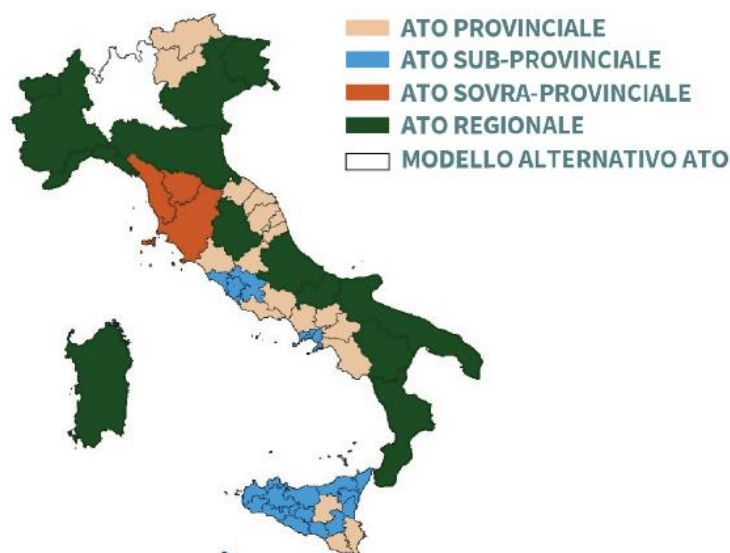 ATO PROVINCIALE
ATO SUB-PROVINCIALE
ATO SOVRA-PROVINCIALE
ATO REGIONALE
MODELLO ALTERNATIVO ATO